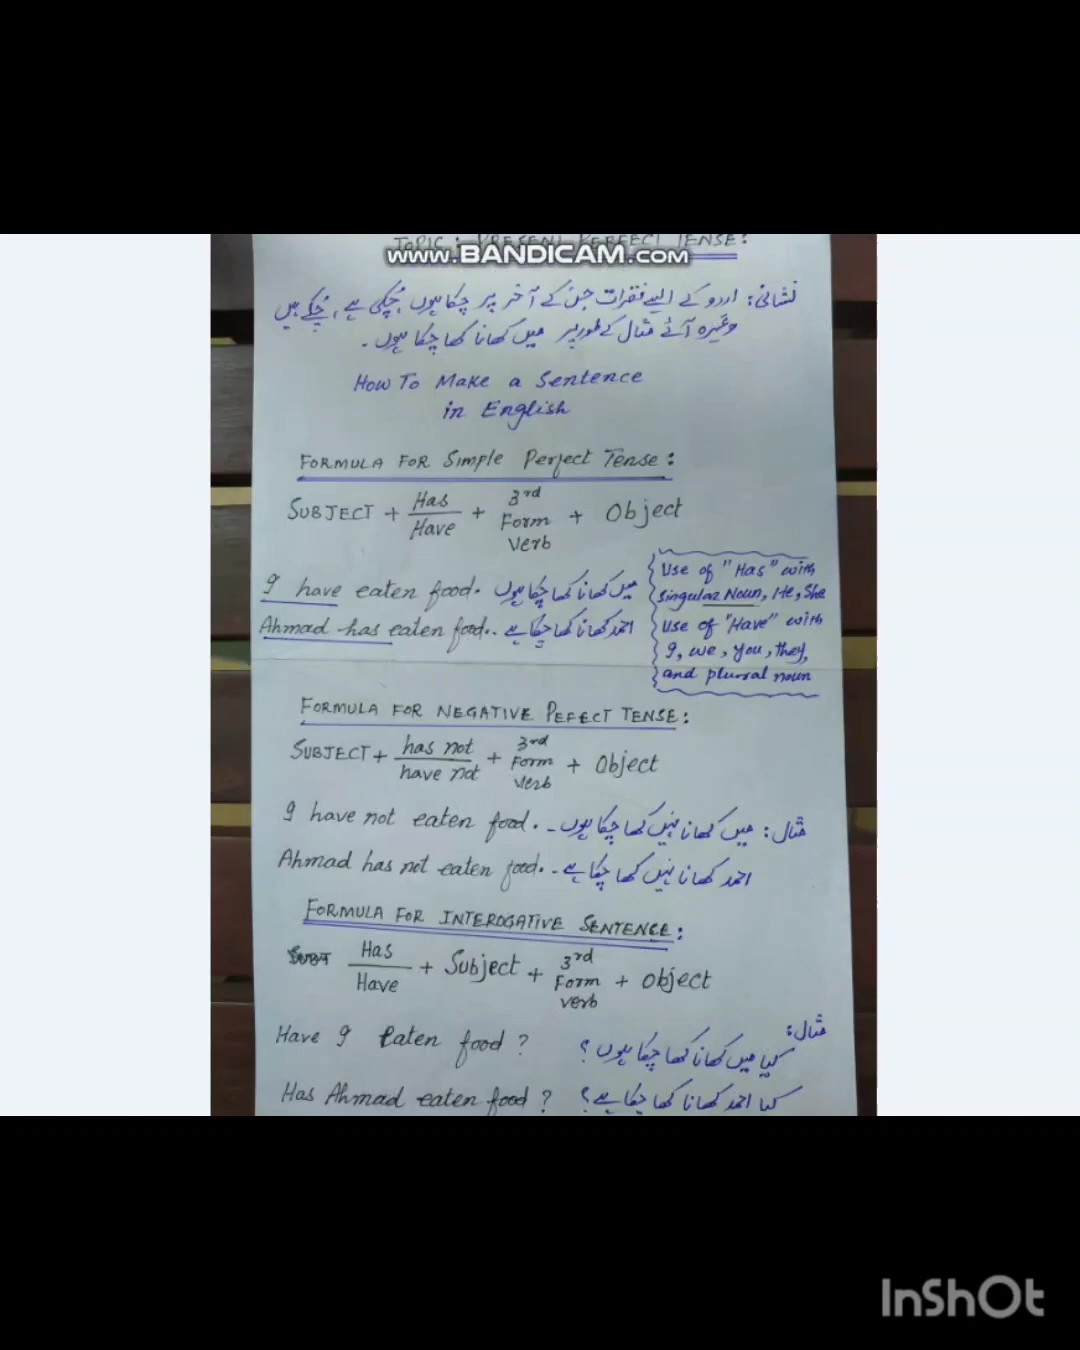 TOPIC : PRESENT PERFECT TENSE:
www.BANDICAM.com
نشانی: اردو کے ایسے فقرات جن کے آخر پر چکا ہوں، چُکی ہے، چُکے ہیں
وغیرہ آئے مثال کے طور پر میں کھانا کھا چکا ہوں۔
How To Make a Sentence
in English
FORMULA FOR Simple Perfect Tense:
SUBJECT + Has/Have + 3rd Form Verb + Object
I have eaten food. میں کھانا کھا چکا ہوں
Ahmad has eaten food.. احمد کھانا کھا چکا ہے
Use of "Has" with
singular Noun, He, She
Use of "Have" with
I, we, you, they,
and plural noun
FORMULA FOR NEGATIVE PEFECT TENSE:
SUBJECT + has not/have not + 3rd Form Verb + Object
I have not eaten food. مثال: میں کھانا نہیں کھا چکا ہوں۔
Ahmad has not eaten food. احمد کھانا نہیں کھا چکا ہے۔
FORMULA FOR INTEROGATIVE SENTENCE:
Has/Have + Subject + 3rd Form verb + object
مثال:
Have I Eaten food? کیا میں کھانا کھا چکا ہوں؟
Has Ahmad eaten food? کیا احمد کھانا کھا چکا ہے؟
InShOt